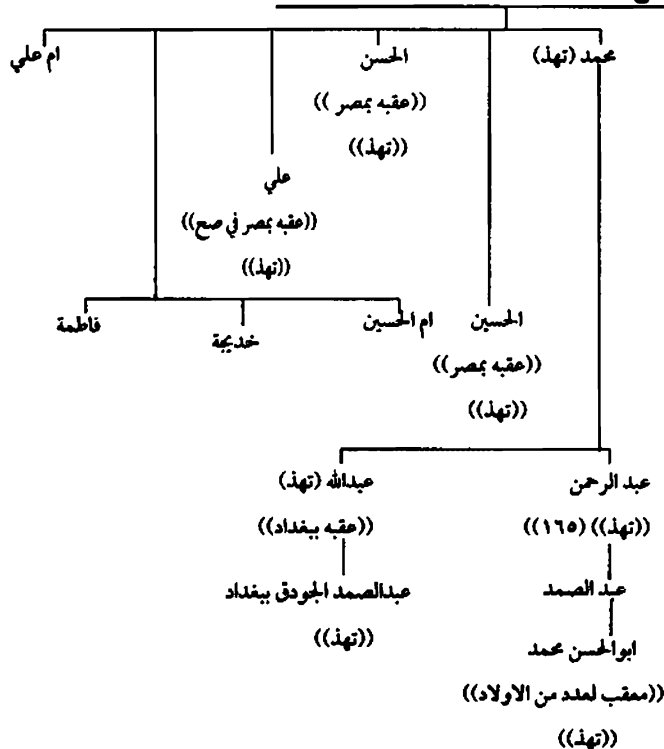 محمد (تهذ)
الحسن
ام علي
((عقبه بمصر))
((تهذ))
علي
((عقبه بمصر في صح))
((تهذ))
الحسين
ام الحسين
خديجة
فاطمة
((عقبه بمصر))
((تهذ))
عبد الرحمن
عبدالله (تهذ)
((تهذ)) (١٦٥))
((عقبه ببغداد))
عبد الصمد
عبدالصمد الجودق ببغداد
((تهذ))
ابوالحسن محمد
((معقب لعدد من الاولاد))
((تهذ))